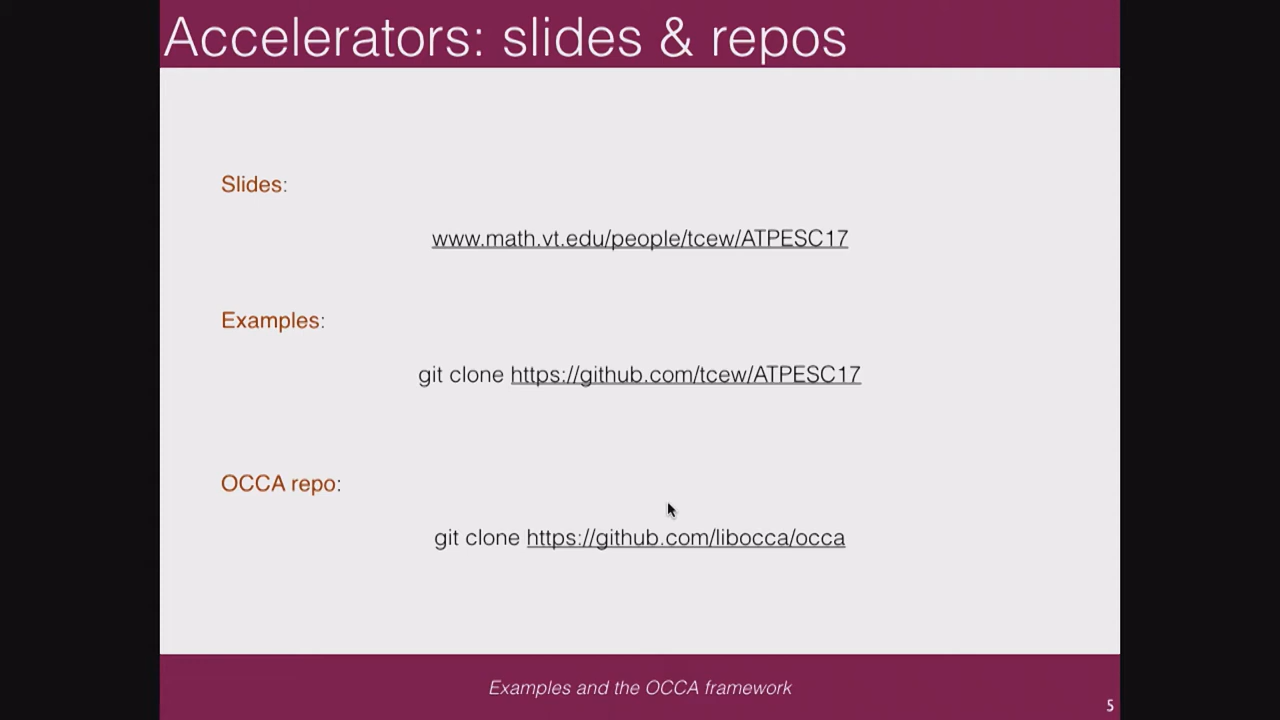 Accelerators: slides & repos
Slides:
www.math.vt.edu/people/tcew/ATPESC17
Examples:
git clone https://github.com/tcew/ATPESC17
OCCA repo:
git clone https://github.com/libocca/occa
Examples and the OCCA framework
5